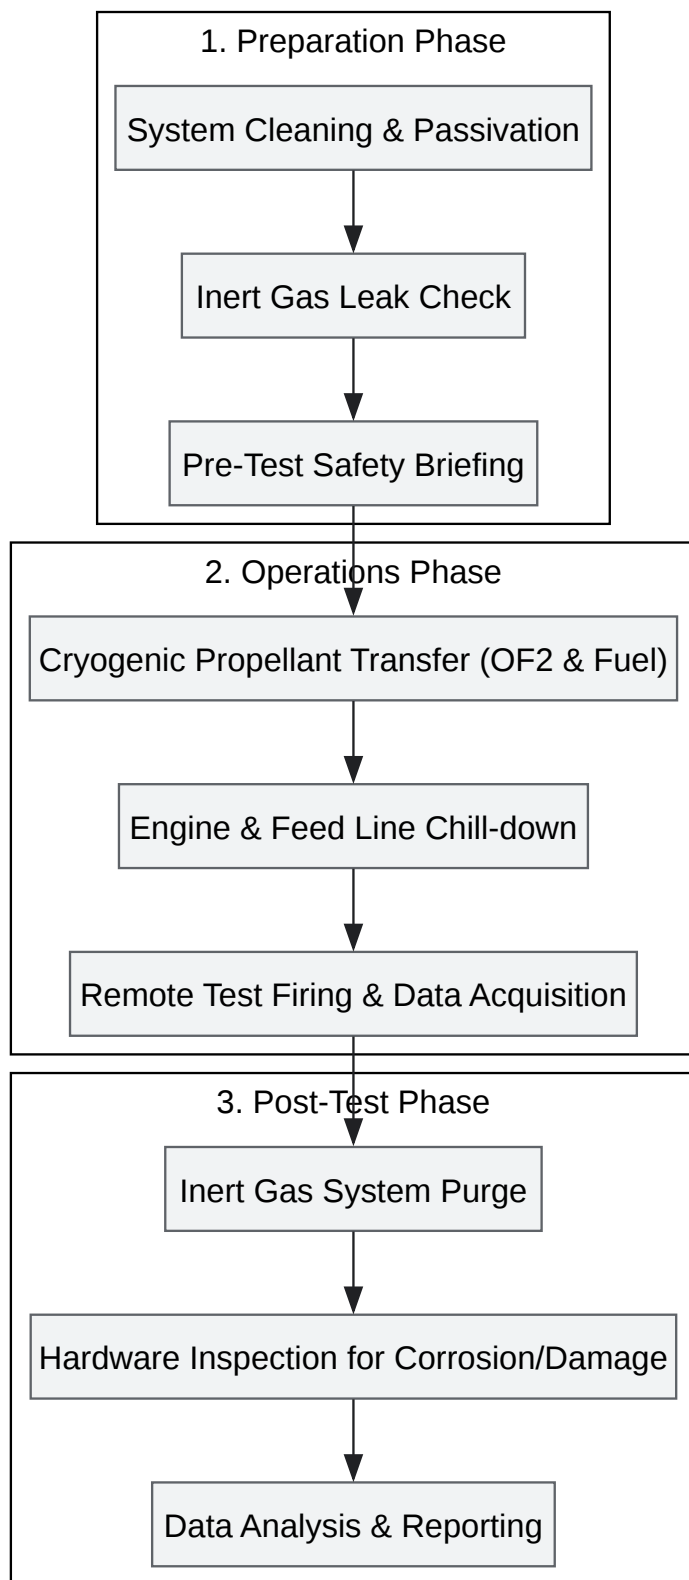 1. Preparation Phase
System Cleaning & Passivation
Inert Gas Leak Check
Pre-Test Safety Briefing
2. Operations Phase
Cryogenic Propellant Transfer (OF2 & Fuel)
Engine & Feed Line Chill-down
Remote Test Firing & Data Acquisition
3. Post-Test Phase
Inert Gas System Purge
Hardware Inspection for Corrosion/Damage
Data Analysis & Reporting